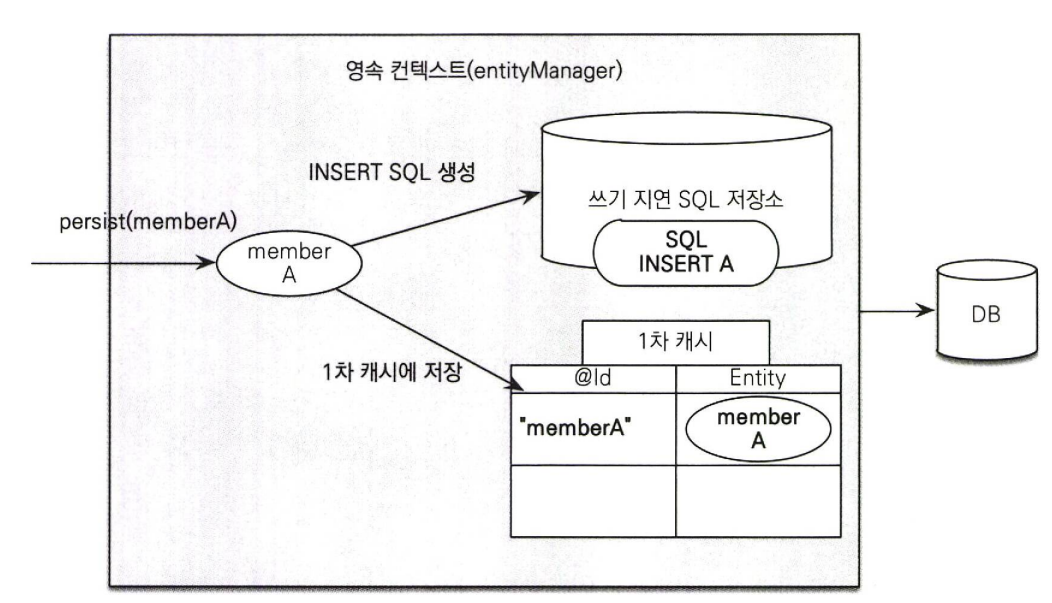 영속 컨텍스트(entityManager)
INSERT SQL 생성
쓰기 지연 SQL 저장소
SQL
INSERT A
persist(memberA)
member
A
DB
1차 캐시
1차 캐시에 저장
@Id
Entity
"memberA"
member
A